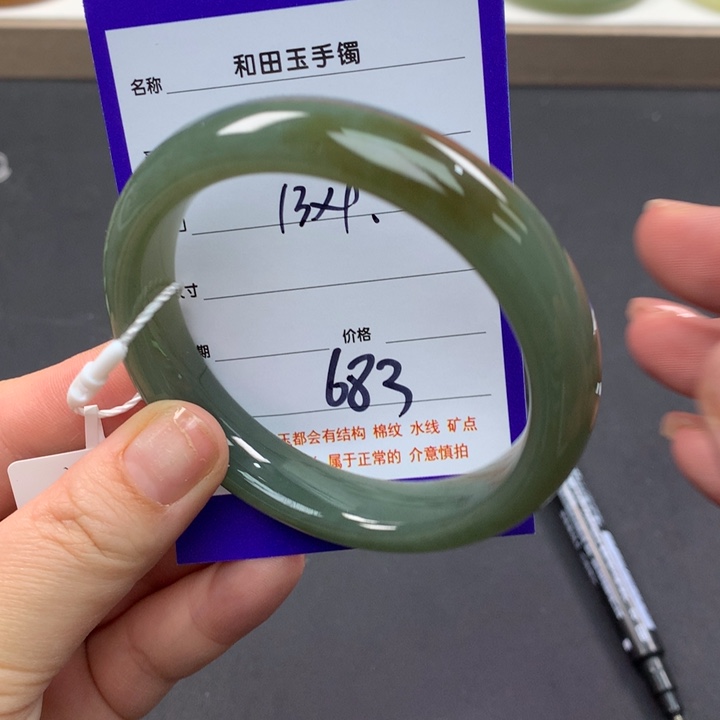 名称 和田玉手镯
13x9.
寸
期 价格
683
玉都会有结构 棉纹 水线 矿点
属于正常的 介意慎拍